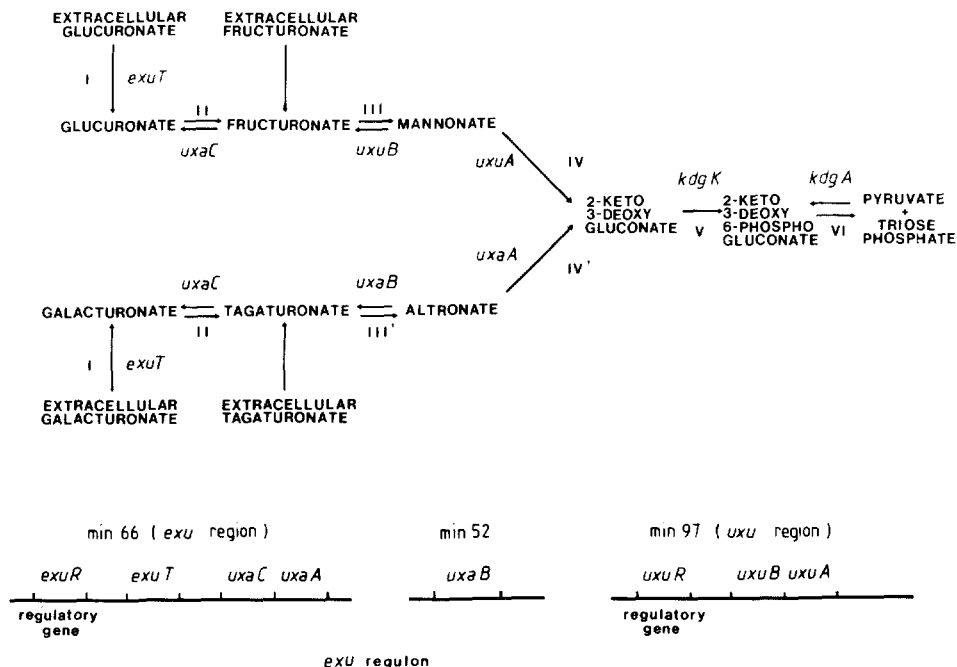 EXTRACELLULAR GLUCURONATE
EXTRACELLULAR FRUCTURONATE
I
exuT
GLUCURONATE
II
uxaC
FRUCTURONATE
III
uxuB
MANNONATE
uxuA
IV
2-KETO
3-DEOXY
GLUCONATE
kdgK
V
2-KETO
3-DEOXY
6-PHOSPHO
GLUCONATE
kdgA
VI
PYRUVATE
+
TRIOSE
PHOSPHATE
uxaA
IV'
GALACTURONATE
uxaC
II
TAGATURONATE
uxaB
III'
ALTRONATE
I
exuT
EXTRACELLULAR
GALACTURONATE
EXTRACELLULAR
TAGATURONATE
min 66 ( exu region )
min 52
min 97 ( uxu region )
exuR exuT uxaC uxaA
uxaB
uxuR uxuB uxuA
regulatory
gene
regulatory
gene
exu regulon